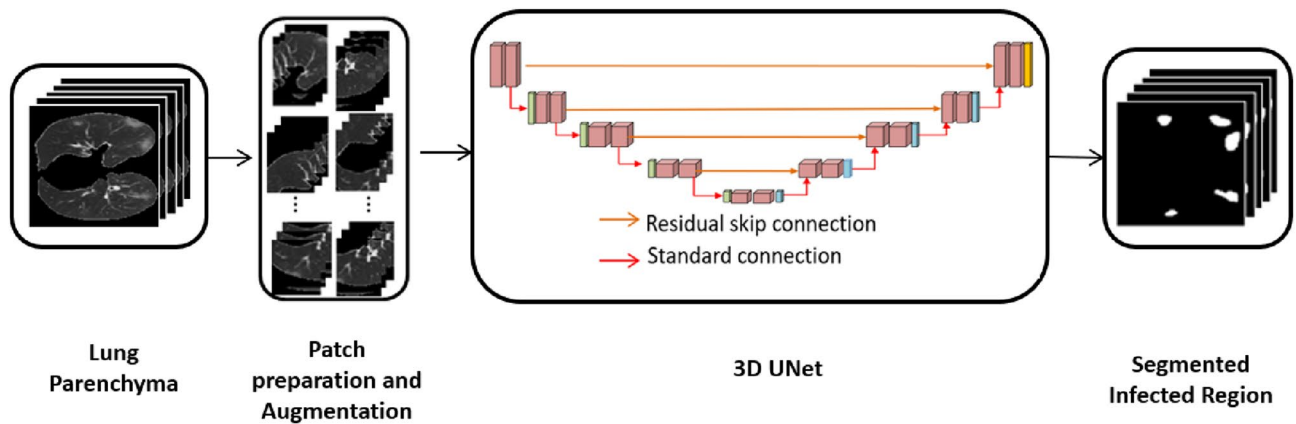 Residual skip connection
Standard connection
Lung
Parenchyma
Patch
preparation and
Augmentation
3D UNet
Segmented
Infected Region